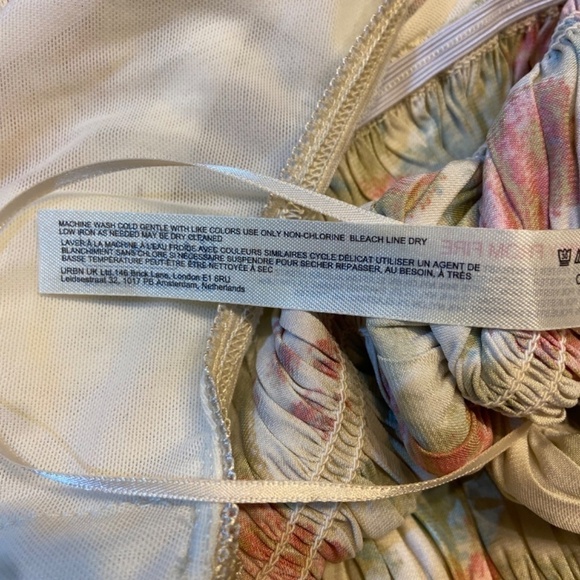 MACHINE WASH COLD GENTLE WITH LIKE COLORS USE ONLY NON-CHLORINE BLEACH LINE DRY
LOW IRON AS NEEDED MAY BE DRY CLEANED
LAVER À LA MACHINE À L'EAU FROIDE AVEC COULEURS SIMILAIRES CYCLE DÉLICAT UTILISER UN AGENT DE
BLANCHIMENT SANS CHLORE SI NÉCESSAIRE SUSPENDRE POUR SECHER REPASSER, AU BESOIN, À TRÈS
BASSE TEMPÉRATURE PEUT-ÊTRE NETTOYÉE À SEC
URBN UK Ltd, 146 Brick Lane, London E1 6RU
Leidsestraat 32, 1017 PB Amsterdam, Netherlands